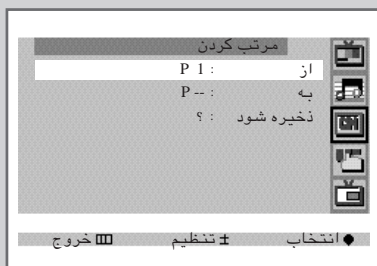 مرتب کردن
از : P 1
به : P --
ذخیره شود : ؟
انتخاب ± تنظیم خروج